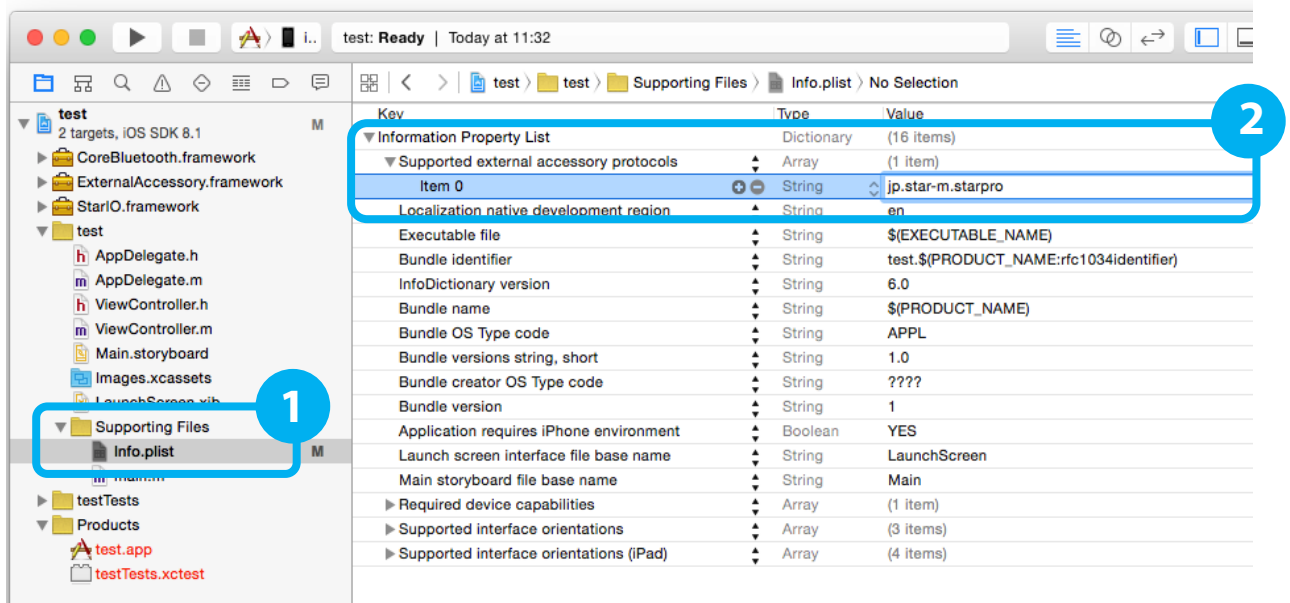 i..
test: Ready | Today at 11:32
test test Supporting Files Info.plist No Selection
test
2 targets, iOS SDK 8.1 M
CoreBluetooth.framework
ExternalAccessory.framework
StarIO.framework
test
h AppDelegate.h
m AppDelegate.m
h ViewController.h
m ViewController.m
Main.storyboard
Images.xcassets
LaunchScreen.xib
1
Supporting Files
Info.plist M
m main.m
testTests
Products
test.app
testTests.xctest
Key Type Value
2
Information Property List Dictionary (16 items)
Supported external accessory protocols Array (1 item)
Item 0 String jp.star-m.starpro
Localization native development region String en
Executable file String $(EXECUTABLE_NAME)
Bundle identifier String test.$(PRODUCT_NAME:rfc1034identifier)
InfoDictionary version String 6.0
Bundle name String $(PRODUCT_NAME)
Bundle OS Type code String APPL
Bundle versions string, short String 1.0
Bundle creator OS Type code String ????
Bundle version String 1
Application requires iPhone environment Boolean YES
Launch screen interface file base name String LaunchScreen
Main storyboard file base name String Main
Required device capabilities Array (1 item)
Supported interface orientations Array (3 items)
Supported interface orientations (iPad) Array (4 items)